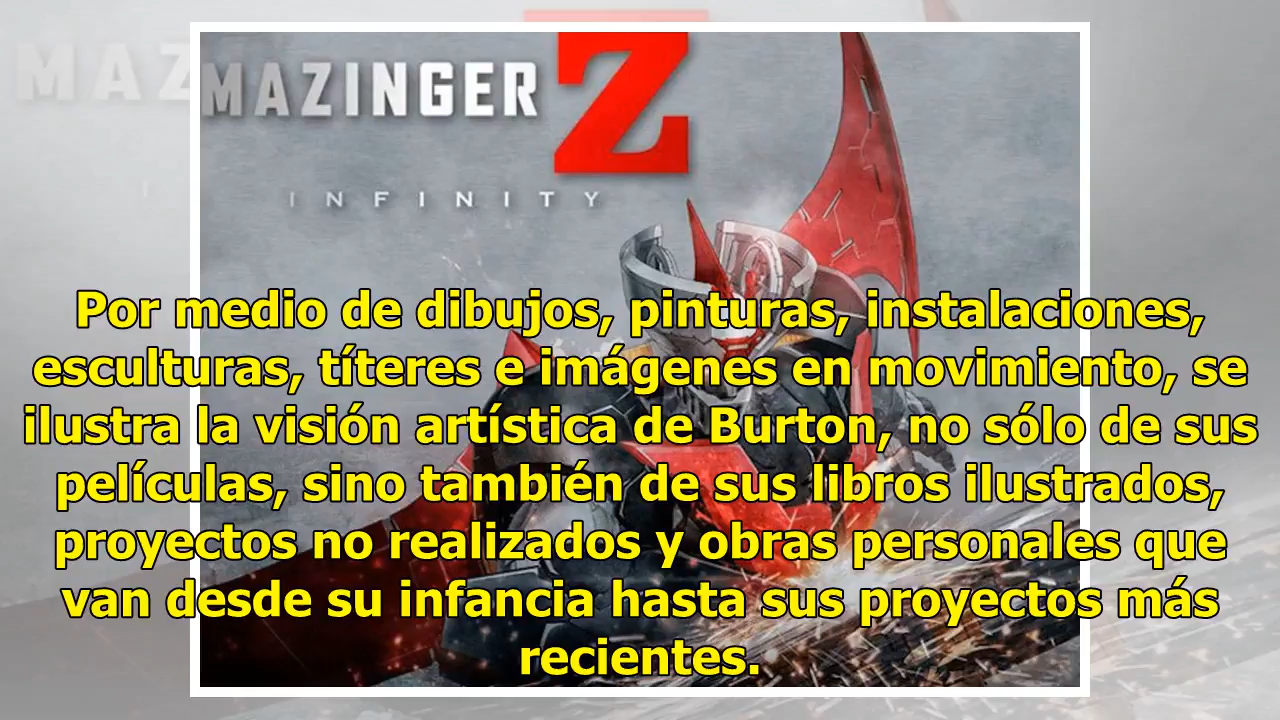 MAZ
MAZINGER Z
INFINITY
Por medio de dibujos, pinturas, instalaciones,
esculturas, títeres e imágenes en movimiento, se
ilustra la visión artística de Burton, no sólo de sus
películas, sino también de sus libros ilustrados,
proyectos no realizados y obras personales que
van desde su infancia hasta sus proyectos más
recientes.